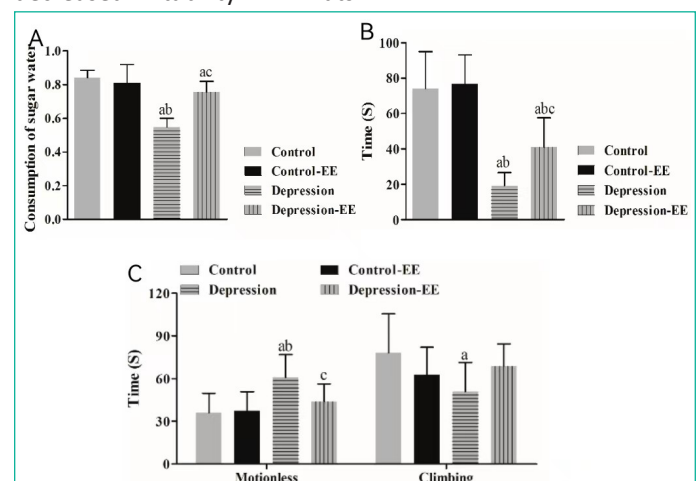 A
Consumption of sugar water
1.0
0.8
0.6
0.4
0.2
0.0
ab
ac
Control
Control-EE
Depression
Depression-EE
B
Time (S)
100
80
60
40
20
0
ab
abc
Control
Control-EE
Depression
Depression-EE
C
Control
Control-EE
Depression
Depression-EE
Time (S)
120
90
60
30
0
ab
c
a
Motionless
Climbing